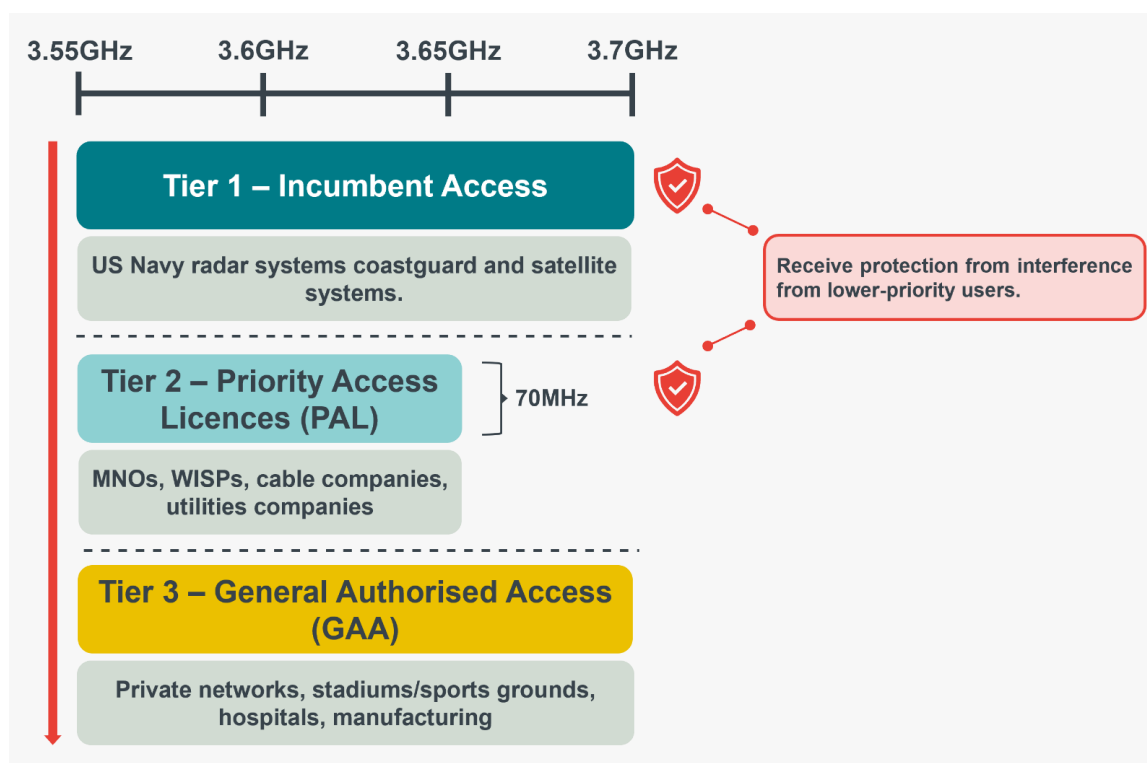 3.55GHz 3.6GHz 3.65GHz 3.7GHz
Tier 1 – Incumbent Access
US Navy radar systems coastguard and satellite
systems.
Receive protection from interference
from lower-priority users.
Tier 2 – Priority Access
Licences (PAL)
70MHz
MNOs, WISPs, cable companies,
utilities companies
Tier 3 – General Authorised Access
(GAA)
Private networks, stadiums/sports grounds,
hospitals, manufacturing